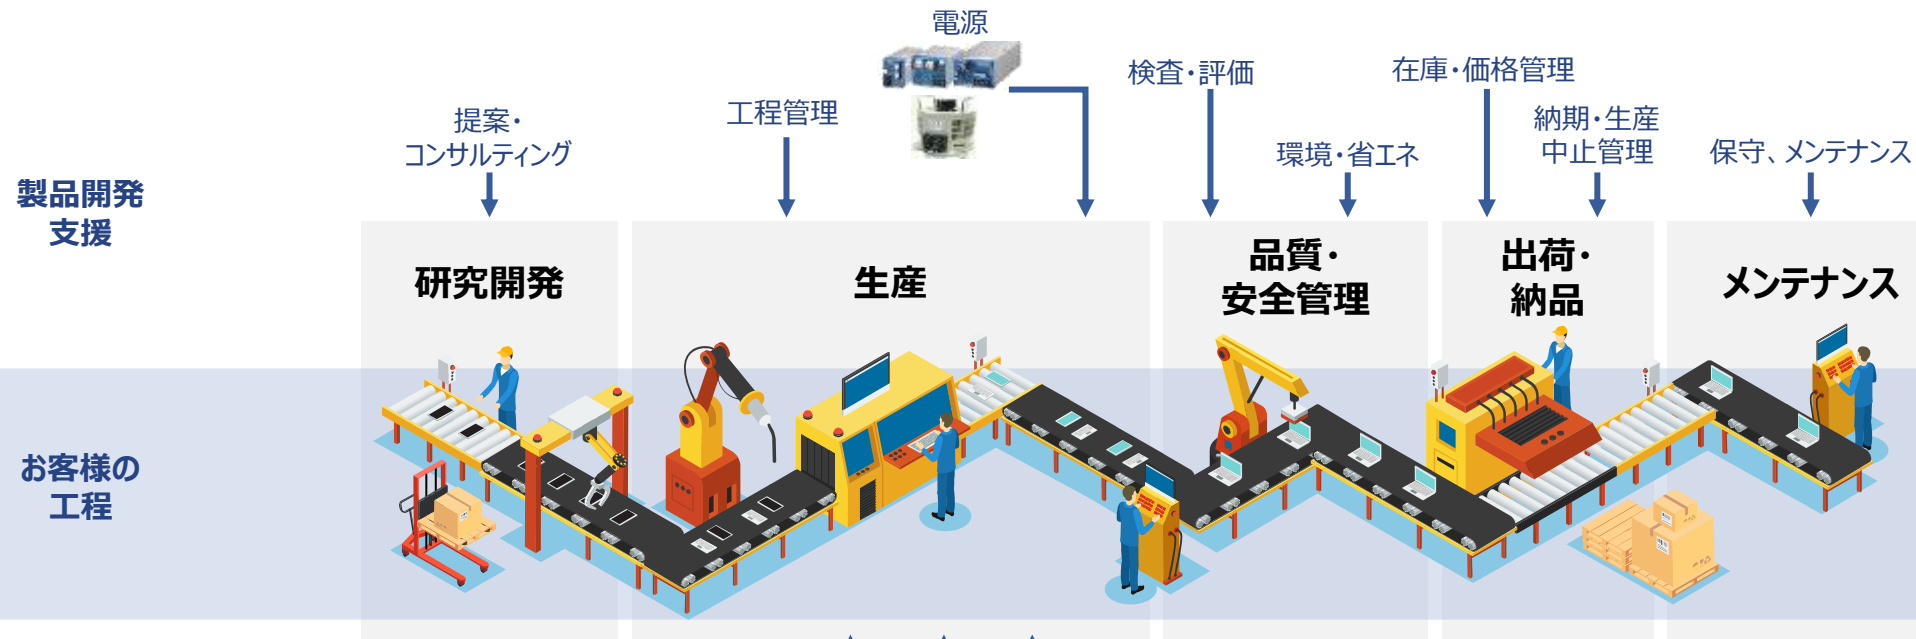 電源
検査・評価
在庫・価格管理
工程管理
提案・
コンサルティング
納期・生産
中止管理
環境・省エネ
保守、メンテナンス
製品開発
支援
研究開発
生産
品質・
安全管理
出荷・
納品
メンテナンス
お客様の
工程